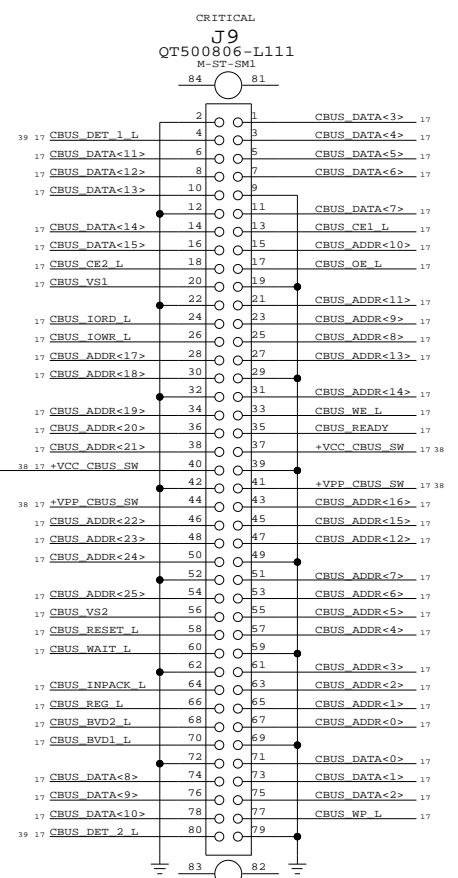 CRITICAL
J9
QT500806-L111
M-ST-SM1
84 81
2 1 CBUS_DATA<3> 17
39 17 CBUS_DET_1_L 4 3 CBUS_DATA<4> 17
17 CBUS_DATA<11> 6 5 CBUS_DATA<5> 17
17 CBUS_DATA<12> 8 7 CBUS_DATA<6> 17
17 CBUS_DATA<13> 10 9
12 11 CBUS_DATA<7> 17
17 CBUS_DATA<14> 14 13 CBUS_CE1_L 17
17 CBUS_DATA<15> 16 15 CBUS_ADDR<10> 17
17 CBUS_CE2_L 18 17 CBUS_OE_L 17
17 CBUS_VS1 20 19
22 21 CBUS_ADDR<11> 17
17 CBUS_IORD_L 24 23 CBUS_ADDR<9> 17
17 CBUS_IOWR_L 26 25 CBUS_ADDR<8> 17
17 CBUS_ADDR<17> 28 27 CBUS_ADDR<13> 17
17 CBUS_ADDR<18> 30 29
32 31 CBUS_ADDR<14> 17
17 CBUS_ADDR<19> 34 33 CBUS_WE_L 17
17 CBUS_ADDR<20> 36 35 CBUS_READY 17
17 CBUS_ADDR<21> 38 37 +VCC_CBUS_SW 17 38
38 17 +VCC_CBUS_SW 40 39
42 41 +VPP_CBUS_SW 17 38
38 17 +VPP_CBUS_SW 44 43 CBUS_ADDR<16> 17
17 CBUS_ADDR<22> 46 45 CBUS_ADDR<15> 17
17 CBUS_ADDR<23> 48 47 CBUS_ADDR<12> 17
17 CBUS_ADDR<24> 50 49
52 51 CBUS_ADDR<7> 17
17 CBUS_ADDR<25> 54 53 CBUS_ADDR<6> 17
17 CBUS_VS2 56 55 CBUS_ADDR<5> 17
17 CBUS_RESET_L 58 57 CBUS_ADDR<4> 17
17 CBUS_WAIT_L 60 59
62 61 CBUS_ADDR<3> 17
17 CBUS_INPACK_L 64 63 CBUS_ADDR<2> 17
17 CBUS_REG_L 66 65 CBUS_ADDR<1> 17
17 CBUS_BVD2_L 68 67 CBUS_ADDR<0> 17
17 CBUS_BVD1_L 70 69
72 71 CBUS_DATA<0> 17
17 CBUS_DATA<8> 74 73 CBUS_DATA<1> 17
17 CBUS_DATA<9> 76 75 CBUS_DATA<2> 17
17 CBUS_DATA<10> 78 77 CBUS_WP_L 17
39 17 CBUS_DET_2_L 80 79
83 82